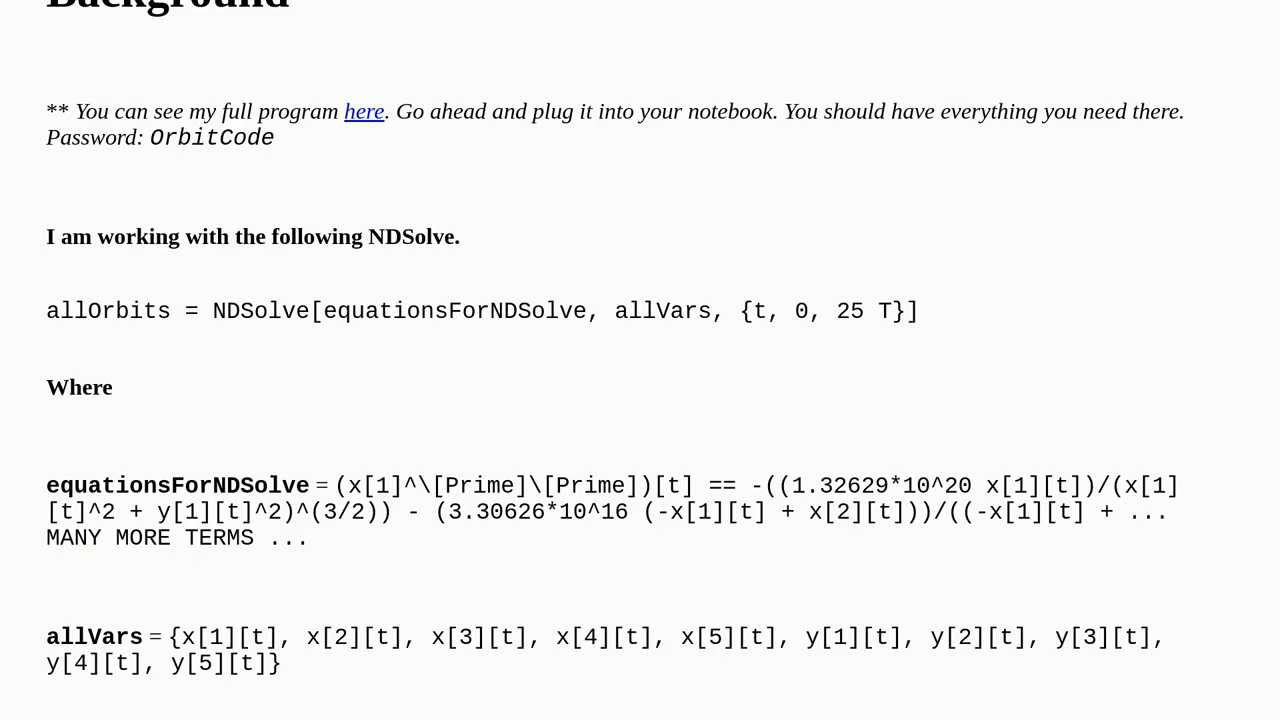 Background
** You can see my full program here. Go ahead and plug it into your notebook. You should have everything you need there.
Password: OrbitCode
I am working with the following NDSolve.
allOrbits = NDSolve[equationsForNDSolve, allVars, {t, 0, 25 T}]
Where
equationsForNDSolve = (x[1]^\[Prime]\[Prime])[t] == -((1.32629*10^20 x[1][t])/(x[1]
[t]^2 + y[1][t]^2)^(3/2)) - (3.30626*10^16 (-x[1][t] + x[2][t]))/((-x[1][t] + ...
MANY MORE TERMS ...
allVars = {x[1][t], x[2][t], x[3][t], x[4][t], x[5][t], y[1][t], y[2][t], y[3][t],
y[4][t], y[5][t]}